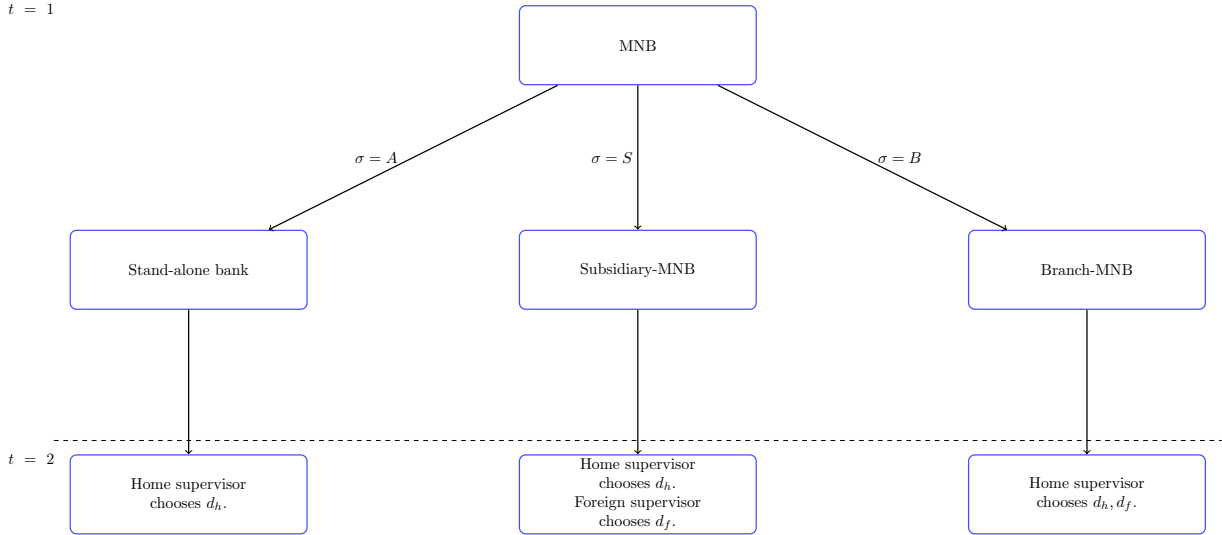 t = 1
MNB
σ = A
σ = S
σ = B
Stand-alone bank
Subsidiary-MNB
Branch-MNB
t = 2
Home supervisor
chooses d_h.
Home supervisor
chooses d_h.
Foreign supervisor
chooses d_f.
Home supervisor
chooses d_h, d_f.